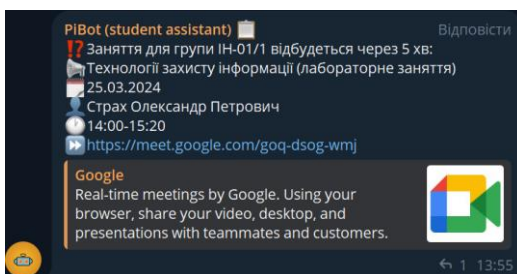 PiBot (student assistant) Відповісти
Заняття для групи ІН-01/1 відбудеться через 5 хв:
Технології захисту інформації (лабораторне заняття)
25.03.2024
Страх Олександр Петрович
14:00-15:20
https://meet.google.com/goq-dsog-wmj
Google
Real-time meetings by Google. Using your
browser, share your video, desktop, and
presentations with teammates and customers.
1 13:55